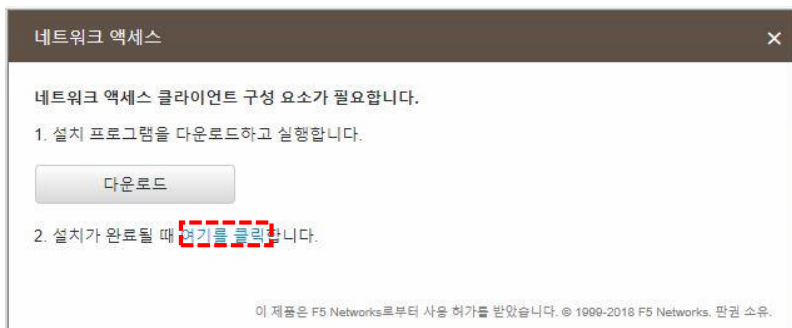 네트워크 액세스
네트워크 액세스 클라이언트 구성 요소가 필요합니다.
1. 설치 프로그램을 다운로드하고 실행합니다.
다운로드
2. 설치가 완료될 때 여기를 클릭합니다.
이 제품은 F5 Networks로부터 사용 허가를 받았습니다. © 1999-2018 F5 Networks. 판권 소유.